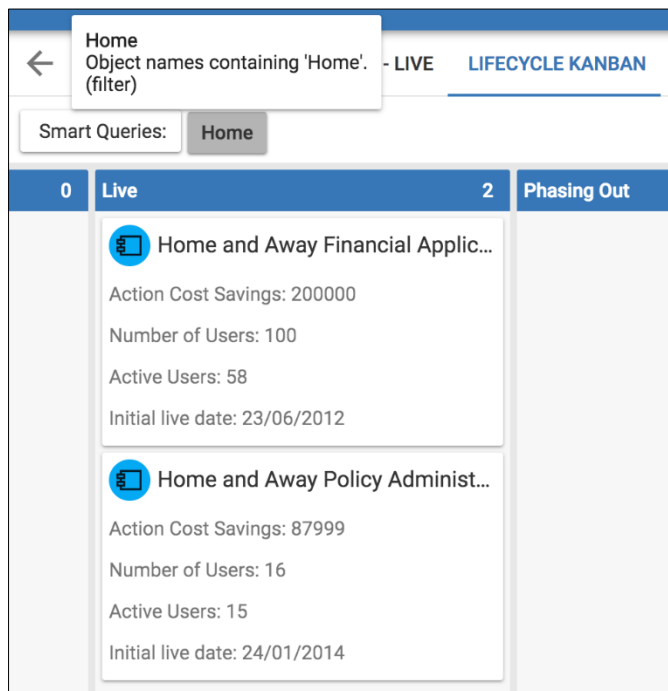 Home
Object names containing 'Home'.
(filter)
- LIVE
LIFECYCLE KANBAN
Smart Queries:
Home
0
Live
2
Phasing Out
Home and Away Financial Applic...
Action Cost Savings: 200000
Number of Users: 100
Active Users: 58
Initial live date: 23/06/2012
Home and Away Policy Administ...
Action Cost Savings: 87999
Number of Users: 16
Active Users: 15
Initial live date: 24/01/2014